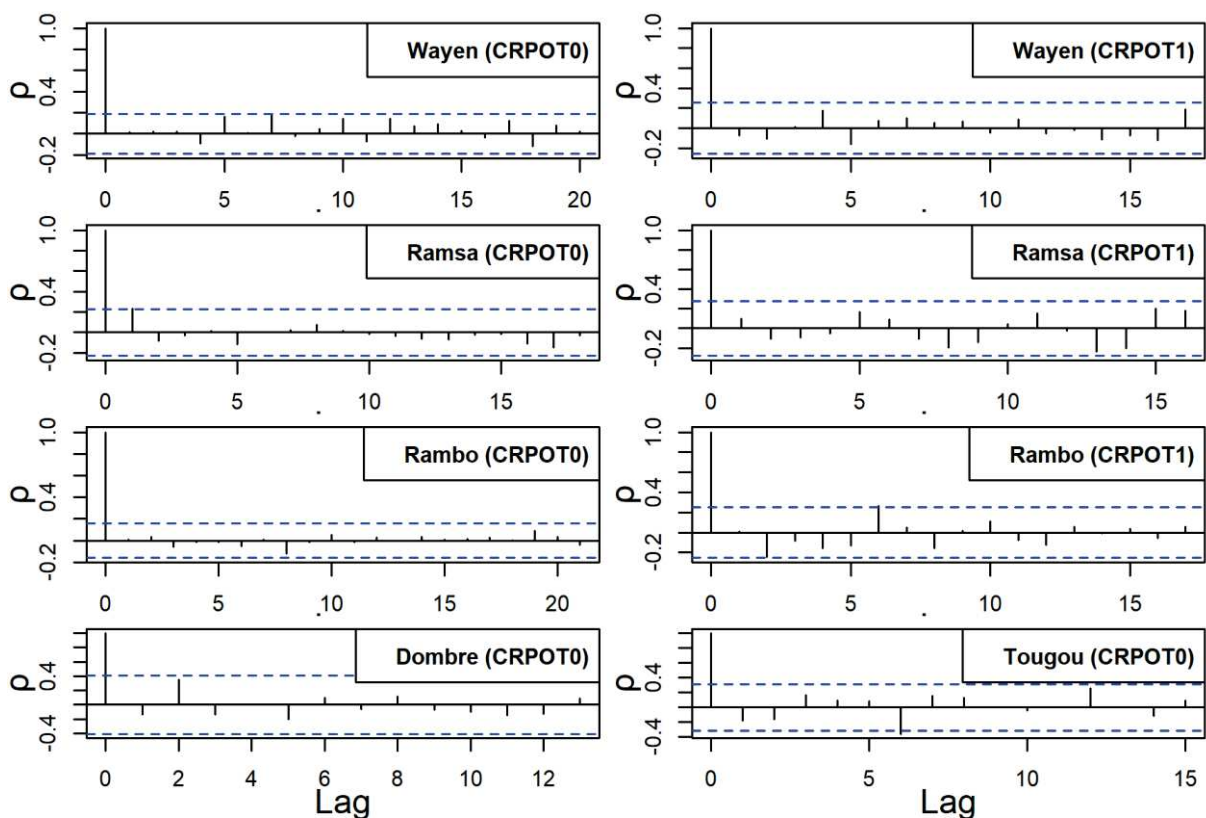 ρ
1.0
0.4
-0.2
Wayen (CRPOT0)
0 5 10 15 20
ρ
1.0
0.4
-0.2
Wayen (CRPOT1)
0 5 10 15
ρ
1.0
0.4
-0.2
Ramsa (CRPOT0)
0 5 10 15
ρ
1.0
0.4
-0.2
Ramsa (CRPOT1)
0 5 10 15
ρ
1.0
0.4
-0.2
Rambo (CRPOT0)
0 5 10 15 20
ρ
1.0
0.4
-0.2
Rambo (CRPOT1)
0 5 10 15
ρ
0.4
-0.4
Dombre (CRPOT0)
0 2 4 6 8 10 12
Lag
ρ
0.4
-0.4
Tougou (CRPOT0)
0 5 10 15
Lag